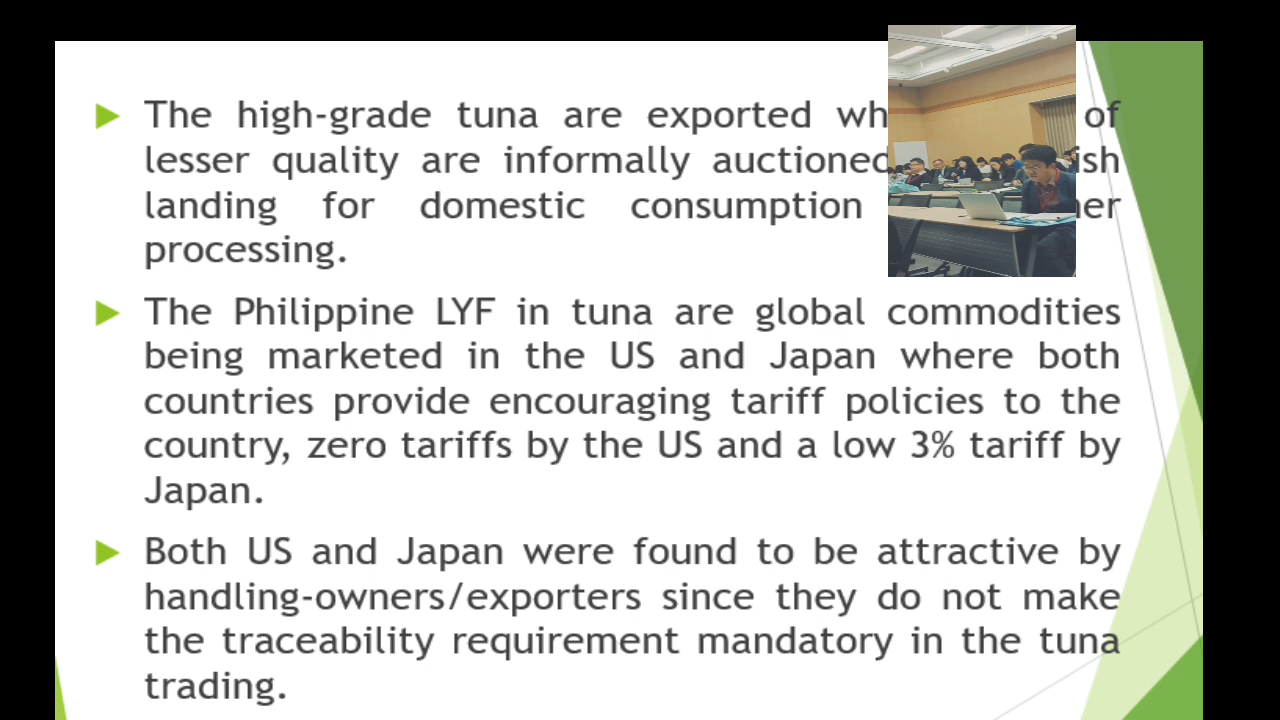 The high-grade tuna are exported of
lesser quality are informally auctioned
landing for domestic consumption
processing.
The Philippine LYF in tuna are global commodities
being marketed in the US and Japan where both
countries provide encouraging tariff policies to the
country, zero tariffs by the US and a low 3% tariff by
Japan.
Both US and Japan were found to be attractive by
handling-owners/exporters since they do not make
the traceability requirement mandatory in the tuna
trading.